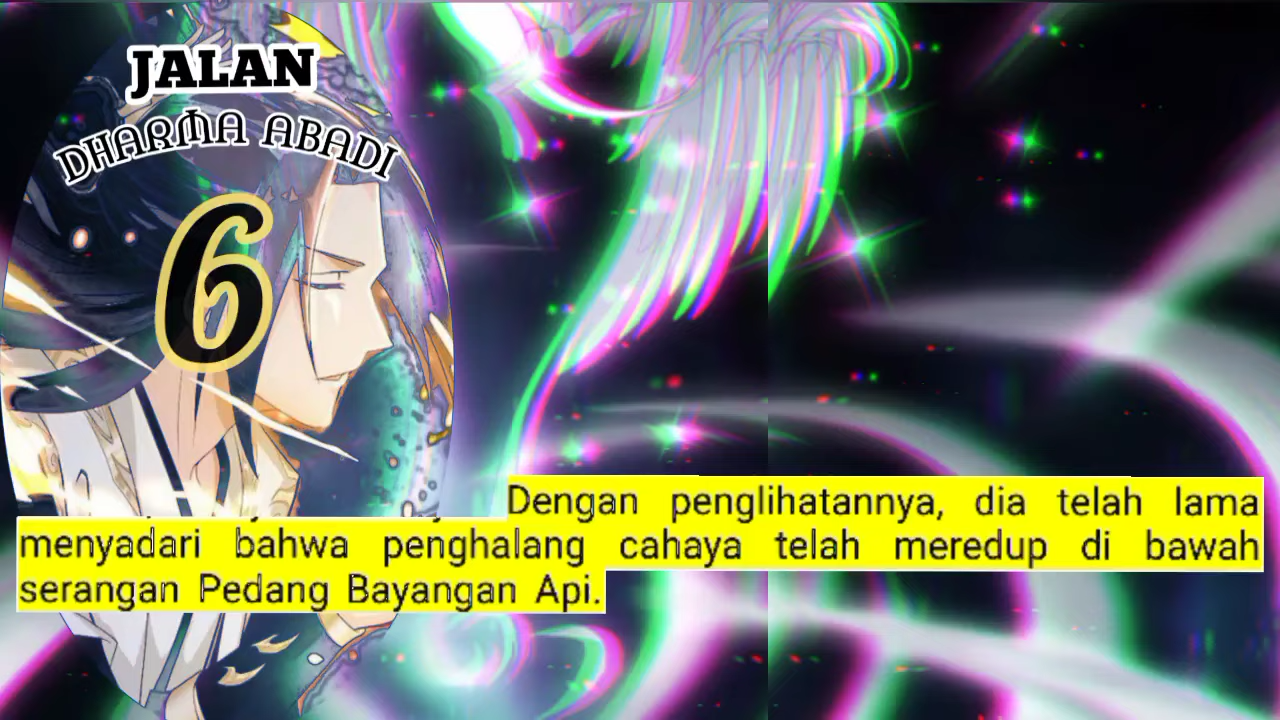 JALAN
DHARMA ABADI
6
Dengan penglihatannya, dia telah lama
menyadari bahwa penghalang cahaya telah meredup di bawah
serangan Pedang Bayangan Api.